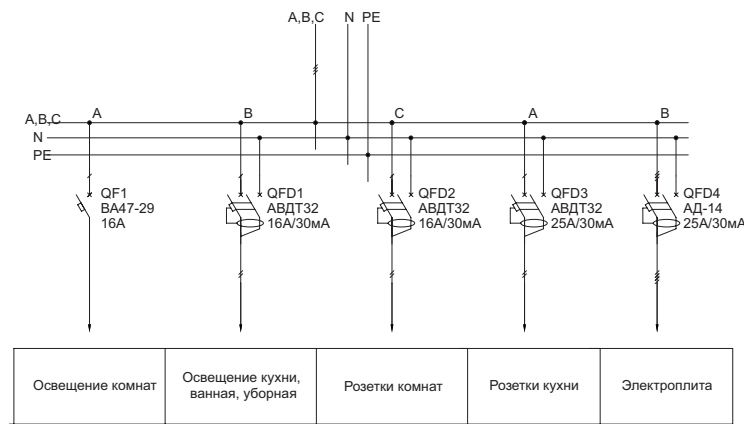 A,B,C N PE
A,B,C A B C A B
N
PE
QF1
ВА47-29
16А
QFD1
АВДТ32
16А/30мА
QFD2
АВДТ32
16А/30мА
QFD3
АВДТ32
25А/30мА
QFD4
АД-14
25А/30мА
Освещение комнат
Освещение кухни,
ванная, уборная
Розетки комнат
Розетки кухни
Электроплита